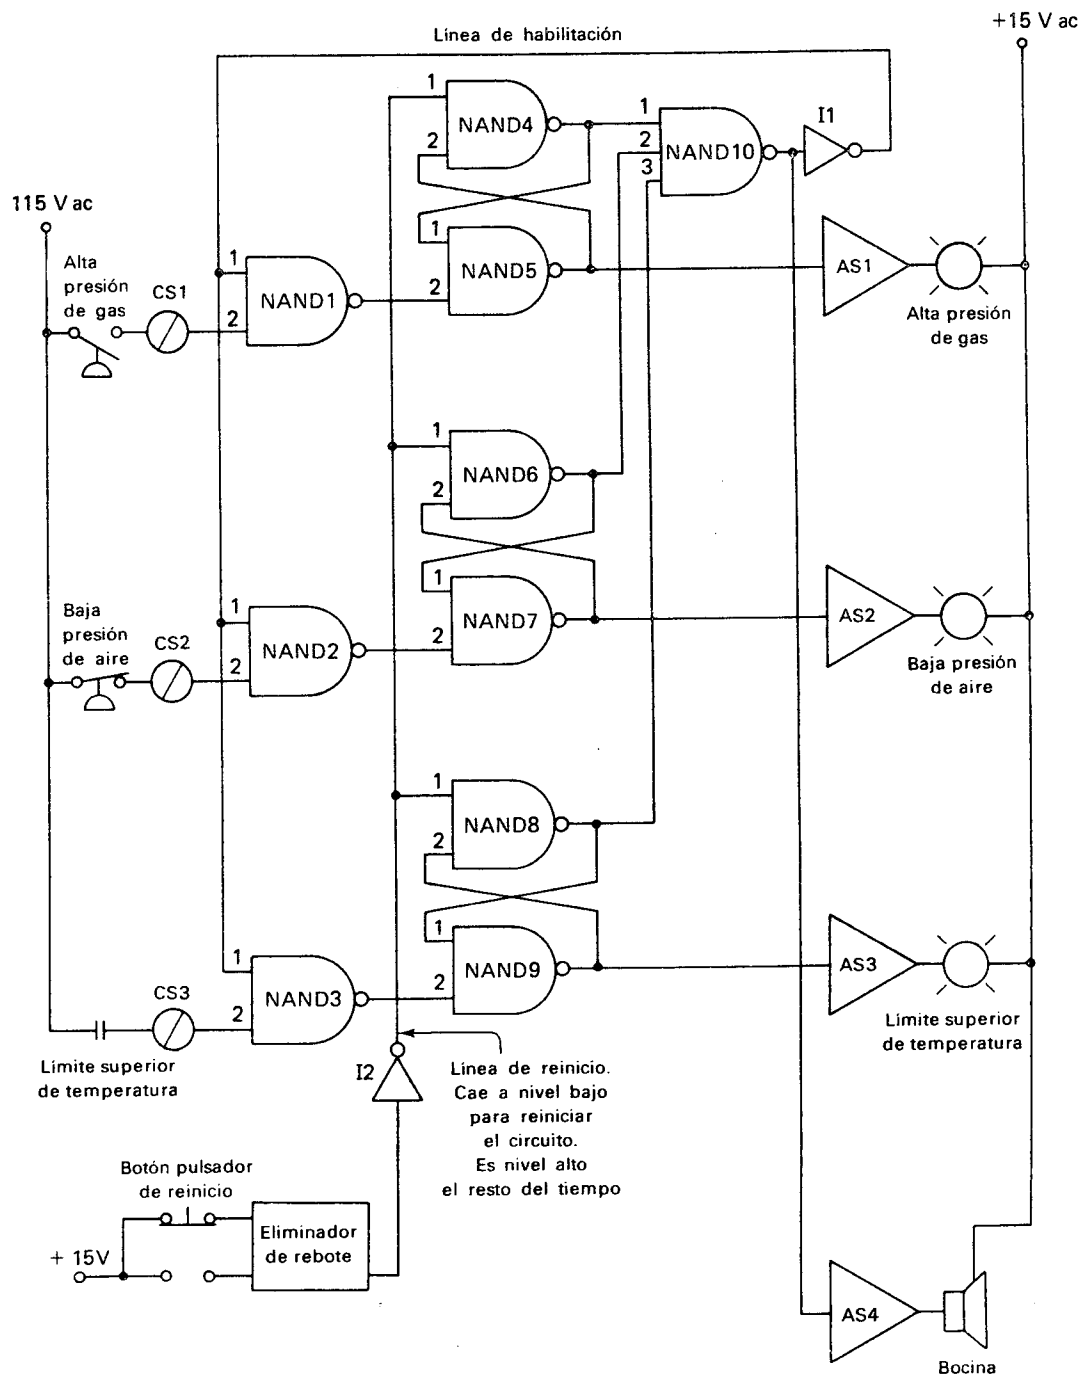 +15 V ac
Línea de habilitación
1
NAND4
2
1
2
NAND10
3
I1
115 V ac
1
NAND5
2
Alta
presión
de gas
CS1
1
NAND1
2
AS1
Alta presión
de gas
1
NAND6
2
Baja
presión
de aire
CS2
1
NAND2
2
1
NAND7
2
AS2
Baja presión
de aire
1
NAND8
2
1
NAND9
2
1
NAND3
2
CS3
Límite superior
de temperatura
AS3
Límite superior
de temperatura
I2
Línea de reinicio.
Cae a nivel bajo
para reiniciar
el circuito.
Es nivel alto
el resto del tiempo
Botón pulsador
de reinicio
+ 15V
Eliminador
de rebote
AS4
Bocina